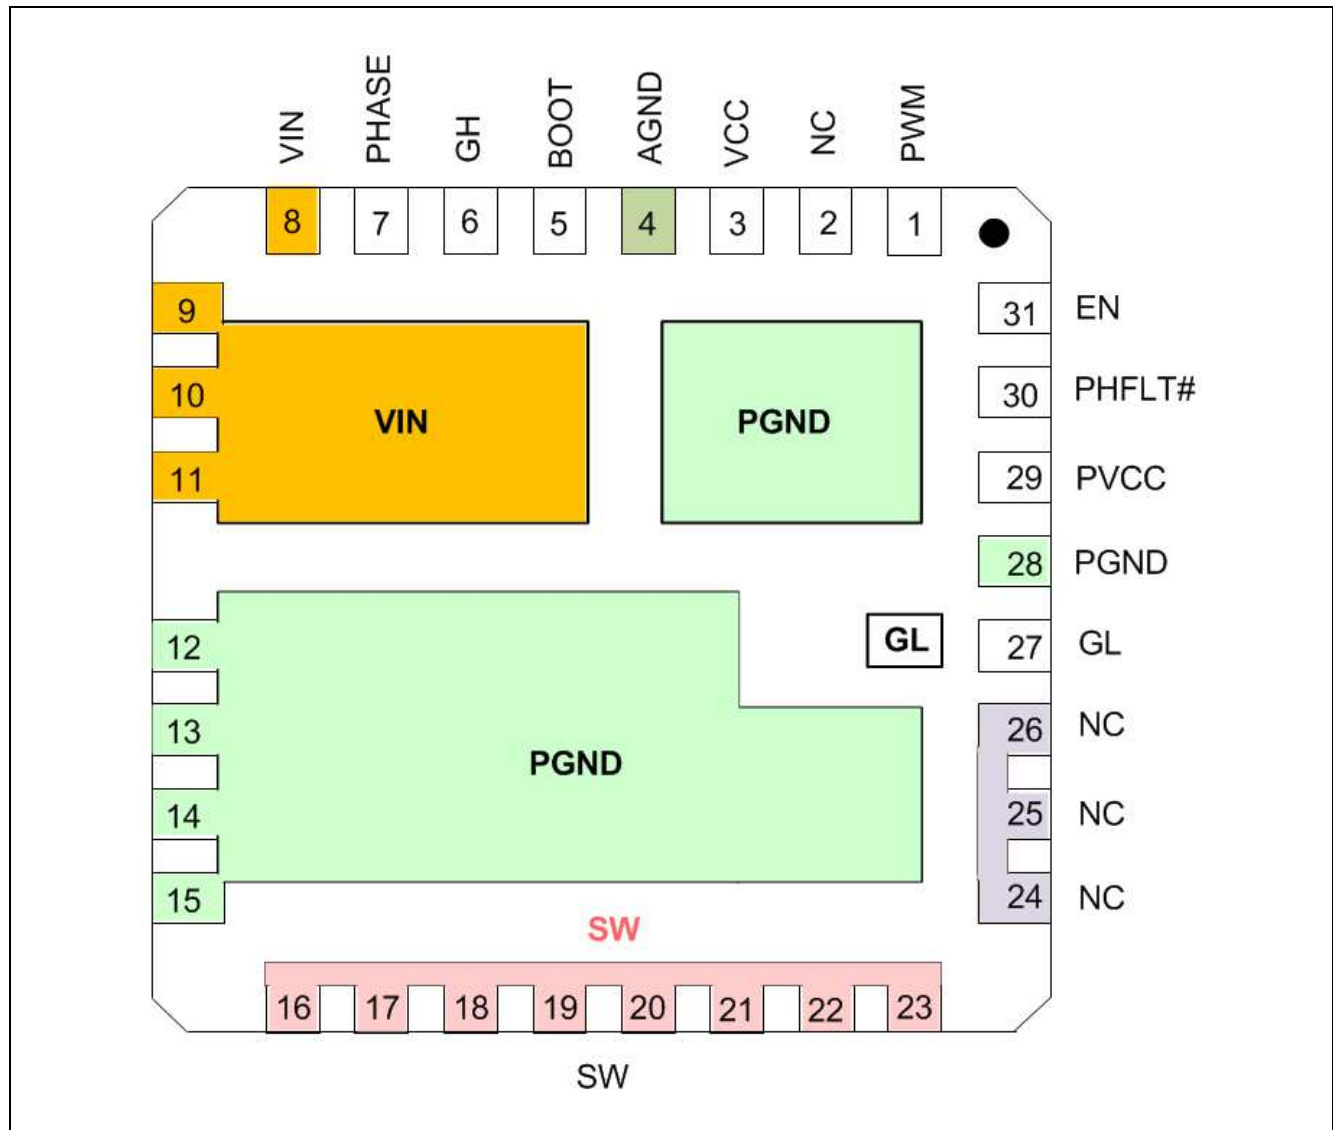 VIN PHASE GH BOOT AGND VCC NC PWM
8 7 6 5 4 3 2 1
9 31 EN
10 VIN PGND 30 PHFLT#
11 29 PVCC
28 PGND
12 GL 27 GL
13 26 NC
PGND
14 25 NC
15 24 NC
SW
16 17 18 19 20 21 22 23
SW